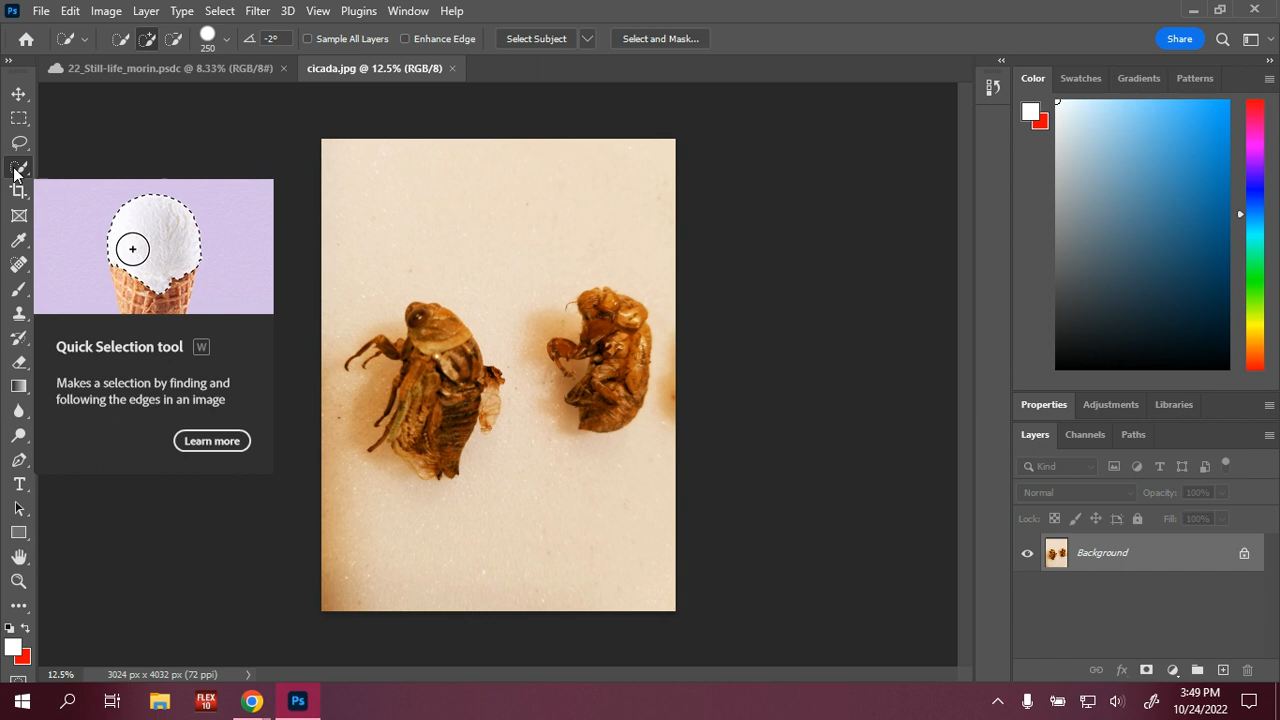 Ps File Edit Image Layer Type Select Filter 3D View Plugins Window Help
250 -2° Sample All Layers Enhance Edge Select Subject Select and Mask... Share
22_Still-life_morin.psdc @ 8.33% (RGB/8#) × cicada.jpg @ 12.5% (RGB/8) ×
Color Swatches Gradients Patterns
Quick Selection tool W
Makes a selection by finding and
following the edges in an image
Learn more
Properties Adjustments Libraries
Layers Channels Paths
Kind
Normal Opacity: 100%
Lock: Fill: 100%
Background
12.5% 3024 px x 4032 px (72 ppi)
FLEX
10
Ps
3:49 PM
10/24/2022